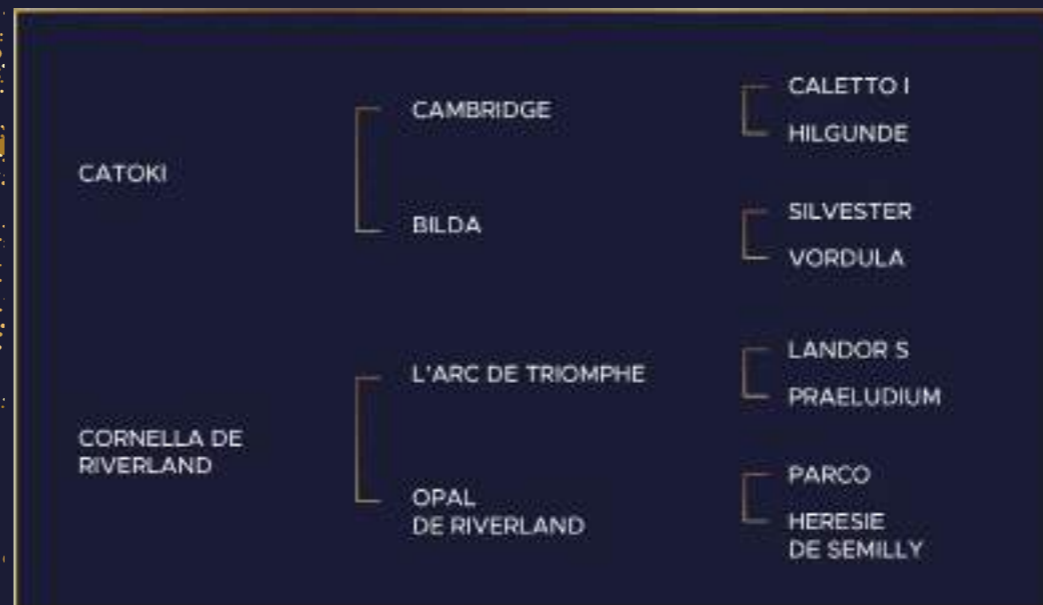 CATOKI
CAMBRIDGE
CALETTO I
HILGUNDE
BILDA
SILVESTER
VORDULA
CORNELLA DE
RIVERLAND
L'ARC DE TRIOMPHE
LANDOR S
PRAELUDIUM
OPAL
DE RIVERLAND
PARCO
HERESIE
DE SEMILLY